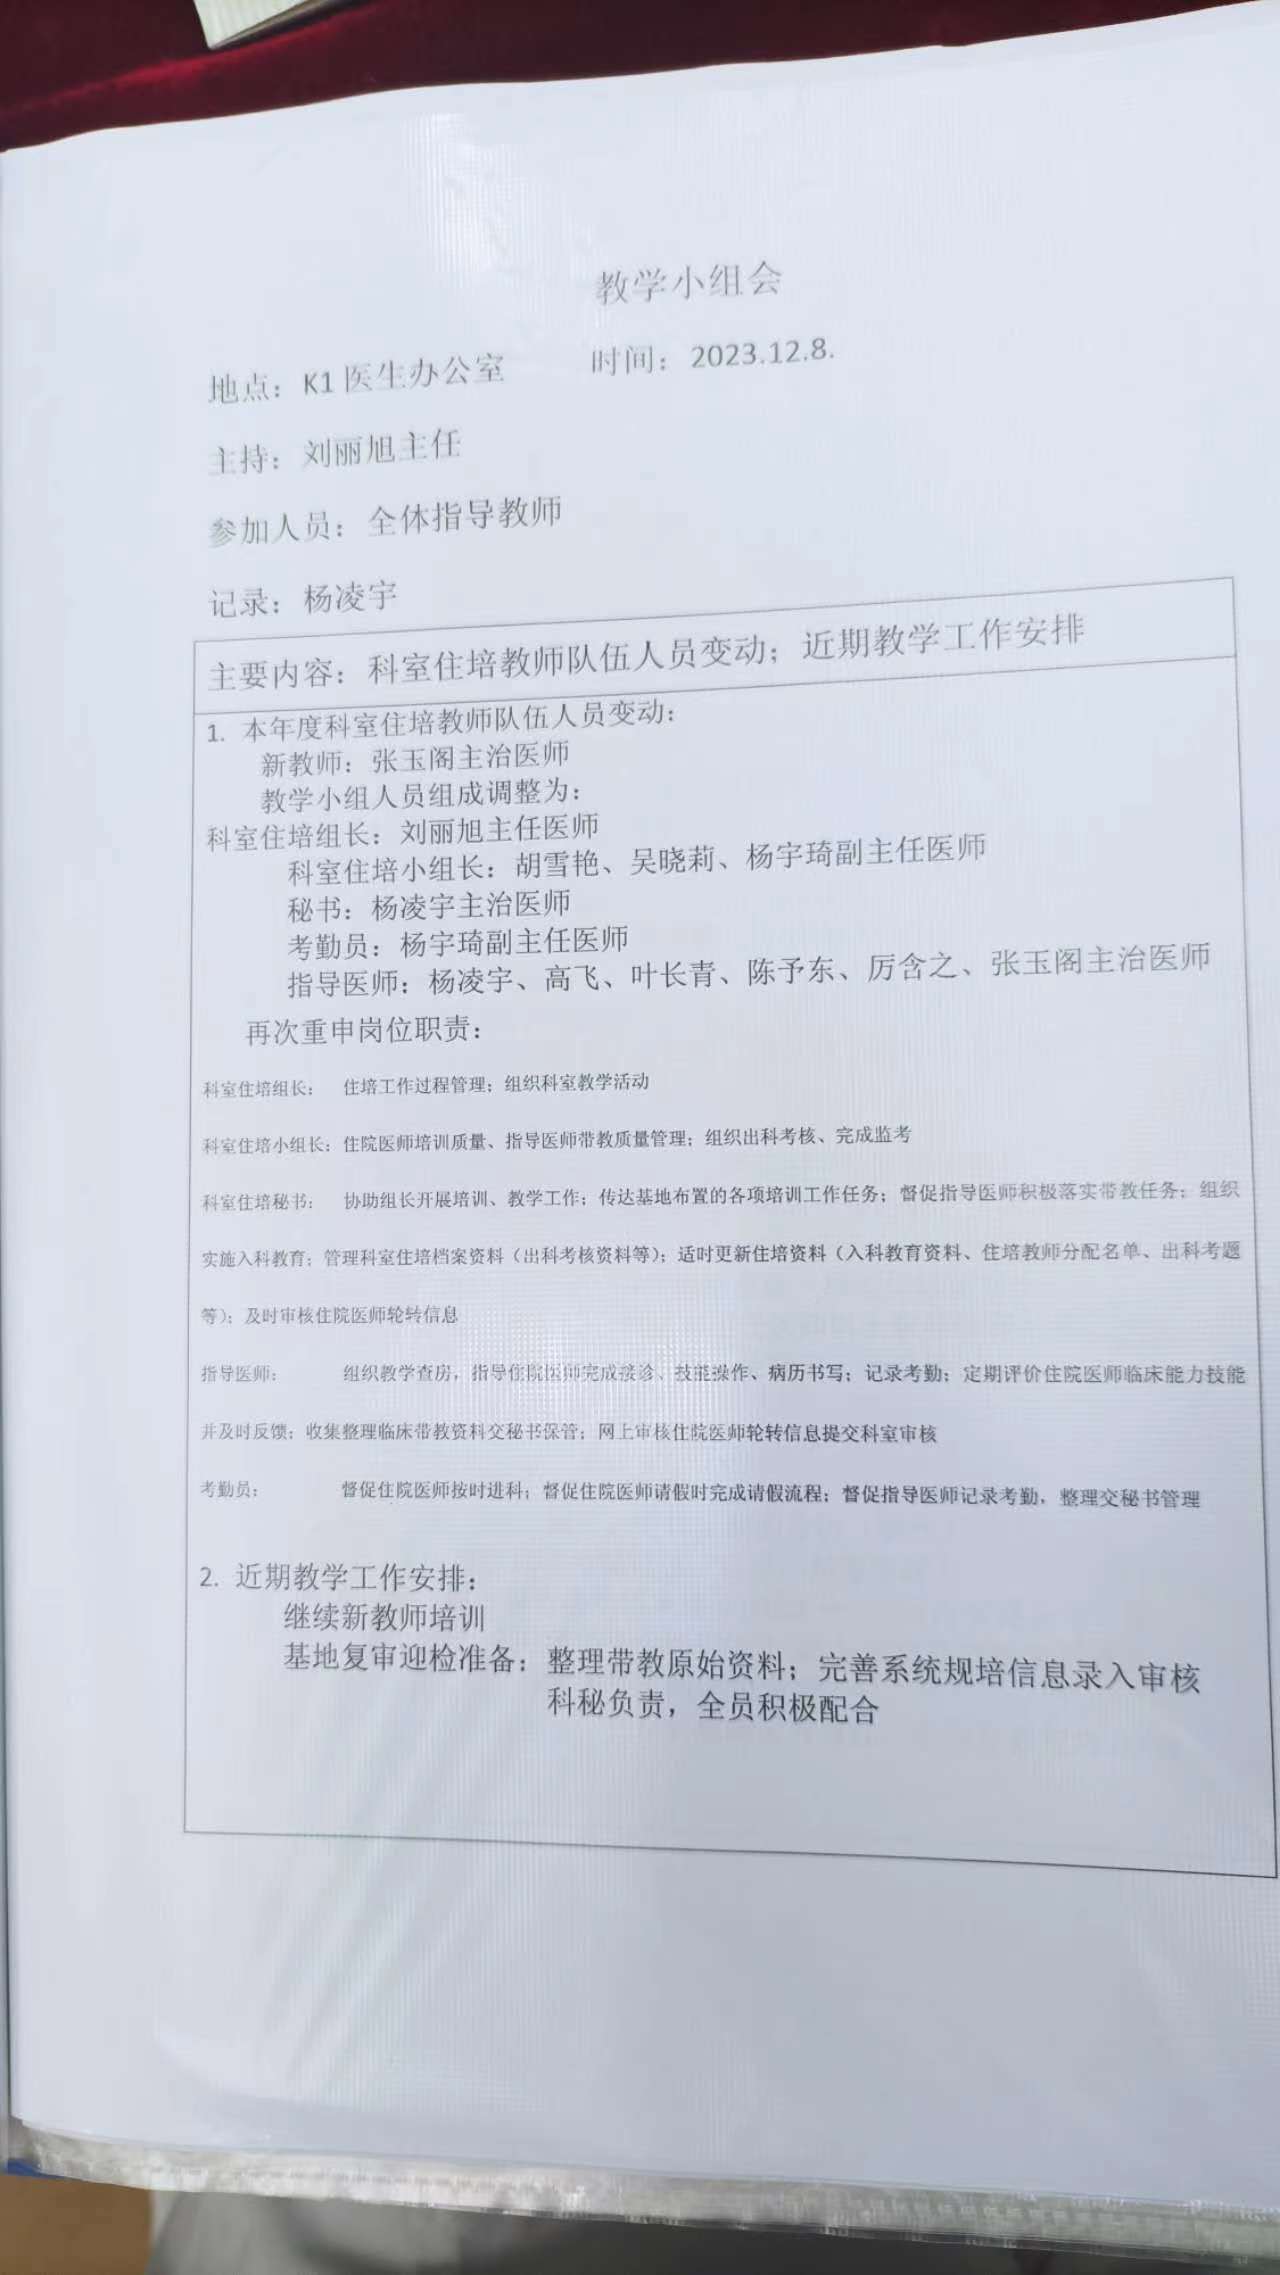 教学小组会
地点：K1 医生办公室 时间：2023.12.8.
主持：刘丽旭主任
参加人员：全体指导教师
记录：杨凌宇
主要内容：科室住培教师队伍人员变动；近期教学工作安排
1. 本年度科室住培教师队伍人员变动：
新教师：张玉阁主治医师
教学小组人员组成调整为：
科室住培组长：刘丽旭主任医师
科室住培小组长：胡雪艳、吴晓莉、杨宇琦副主任医师
秘书：杨凌宇主治医师
考勤员：杨宇琦副主任医师
指导医师：杨凌宇、高飞、叶长青、陈予东、厉含之、张玉阁主治医师
再次重申岗位职责：
科室住培组长： 住培工作过程管理；组织科室教学活动
科室住培小组长：住院医师培训质量、指导医师带教质量管理；组织出科考核、完成监考
科室住培秘书： 协助组长开展培训、教学工作；传达基地布置的各项培训工作任务；督促指导医师积极落实带教任务；组织
实施入科教育；管理科室住培档案资料（出科考核资料等）；适时更新住培资料（入科教育资料、住培教师分配名单、出科考题
等）；及时审核住院医师轮转信息
指导医师： 组织教学查房，指导住院医师完成接诊、技能操作、病历书写；记录考勤；定期评价住院医师临床能力技能
并及时反馈；收集整理临床带教资料交秘书保管；网上审核住院医师轮转信息提交科室审核
考勤员： 督促住院医师按时进科；督促住院医师请假时完成请假流程；督促指导医师记录考勤，整理交秘书管理
2. 近期教学工作安排：
继续新教师培训
基地复审迎检准备：整理带教原始资料；完善系统规培信息录入审核
科秘负责，全员积极配合